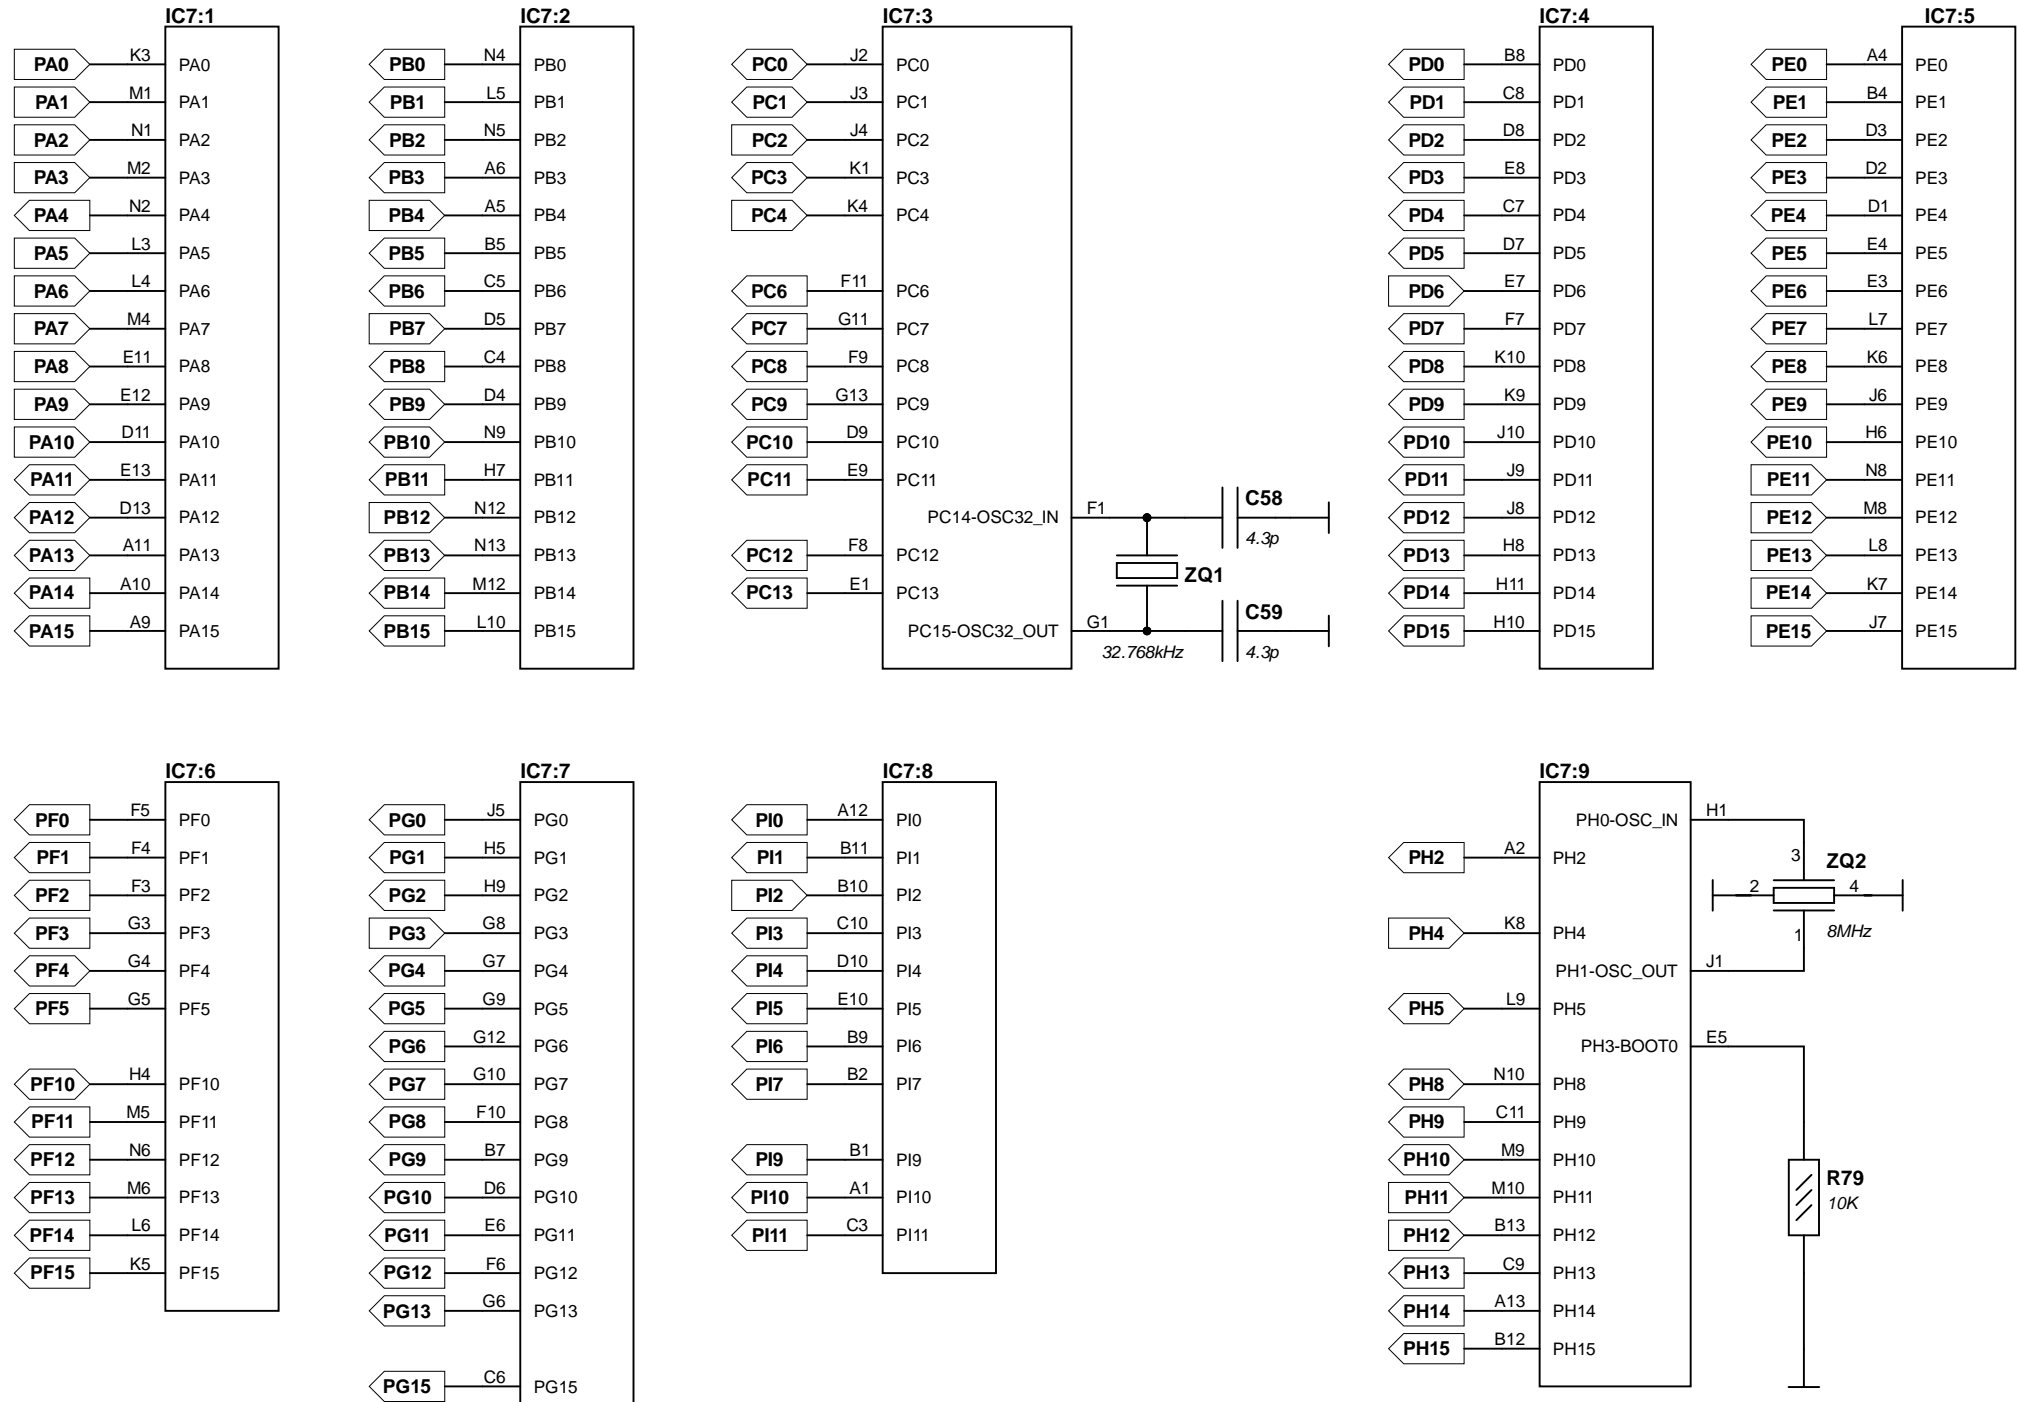 IC7:1
PA0 K3 PA0
PA1 M1 PA1
PA2 N1 PA2
PA3 M2 PA3
PA4 N2 PA4
PA5 L3 PA5
PA6 L4 PA6
PA7 M4 PA7
PA8 E11 PA8
PA9 E12 PA9
PA10 D11 PA10
PA11 E13 PA11
PA12 D13 PA12
PA13 A11 PA13
PA14 A10 PA14
PA15 A9 PA15
IC7:2
PB0 N4 PB0
PB1 L5 PB1
PB2 N5 PB2
PB3 A6 PB3
PB4 A5 PB4
PB5 B5 PB5
PB6 C5 PB6
PB7 D5 PB7
PB8 C4 PB8
PB9 D4 PB9
PB10 N9 PB10
PB11 H7 PB11
PB12 N12 PB12
PB13 N13 PB13
PB14 M12 PB14
PB15 L10 PB15
IC7:3
PC0 J2 PC0
PC1 J3 PC1
PC2 J4 PC2
PC3 K1 PC3
PC4 K4 PC4
PC6 F11 PC6
PC7 G11 PC7
PC8 F9 PC8
PC9 G13 PC9
PC10 D9 PC10
PC11 E9 PC11
PC14-OSC32_IN F1 C58
4.3p
PC12 F8 PC12
ZQ1
PC13 E1 PC13
PC15-OSC32_OUT G1 C59
32.768kHz 4.3p
IC7:4
PD0 B8 PD0
PD1 C8 PD1
PD2 D8 PD2
PD3 E8 PD3
PD4 C7 PD4
PD5 D7 PD5
PD6 E7 PD6
PD7 F7 PD7
PD8 K10 PD8
PD9 K9 PD9
PD10 J10 PD10
PD11 J9 PD11
PD12 J8 PD12
PD13 H8 PD13
PD14 H11 PD14
PD15 H10 PD15
IC7:5
PE0 A4 PE0
PE1 B4 PE1
PE2 D3 PE2
PE3 D2 PE3
PE4 D1 PE4
PE5 E4 PE5
PE6 E3 PE6
PE7 L7 PE7
PE8 K6 PE8
PE9 J6 PE9
PE10 H6 PE10
PE11 N8 PE11
PE12 M8 PE12
PE13 L8 PE13
PE14 K7 PE14
PE15 J7 PE15
IC7:6
PF0 F5 PF0
PF1 F4 PF1
PF2 F3 PF2
PF3 G3 PF3
PF4 G4 PF4
PF5 G5 PF5
PF10 H4 PF10
PF11 M5 PF11
PF12 N6 PF12
PF13 M6 PF13
PF14 L6 PF14
PF15 K5 PF15
IC7:7
PG0 J5 PG0
PG1 H5 PG1
PG2 H9 PG2
PG3 G8 PG3
PG4 G7 PG4
PG5 G9 PG5
PG6 G12 PG6
PG7 G10 PG7
PG8 F10 PG8
PG9 B7 PG9
PG10 D6 PG10
PG11 E6 PG11
PG12 F6 PG12
PG13 G6 PG13
PG15 C6 PG15
IC7:8
PI0 A12 PI0
PI1 B11 PI1
PI2 B10 PI2
PI3 C10 PI3
PI4 D10 PI4
PI5 E10 PI5
PI6 B9 PI6
PI7 B2 PI7
PI9 B1 PI9
PI10 A1 PI10
PI11 C3 PI11
IC7:9
PH0-OSC_IN H1
PH2 A2 PH2
3 ZQ2
2 4
PH4 K8 PH4
1 8MHz
PH1-OSC_OUT J1
PH5 L9 PH5
PH3-BOOT0 E5
PH8 N10 PH8
PH9 C11 PH9
PH10 M9 PH10
PH11 M10 PH11
R79
10K
PH12 B13 PH12
PH13 C9 PH13
PH14 A13 PH14
PH15 B12 PH15